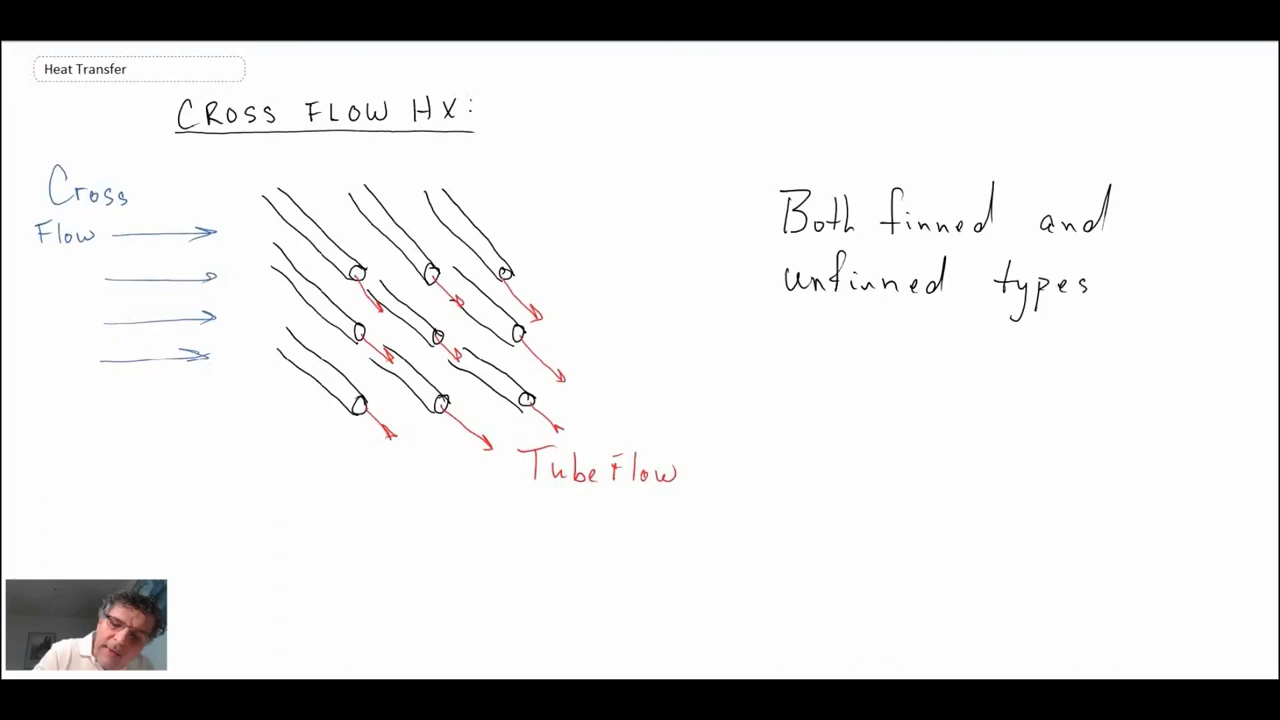 Heat Transfer
CROSS FLOW HX:
Cross
Flow
Both finned and
unfinned types
Tube Flow